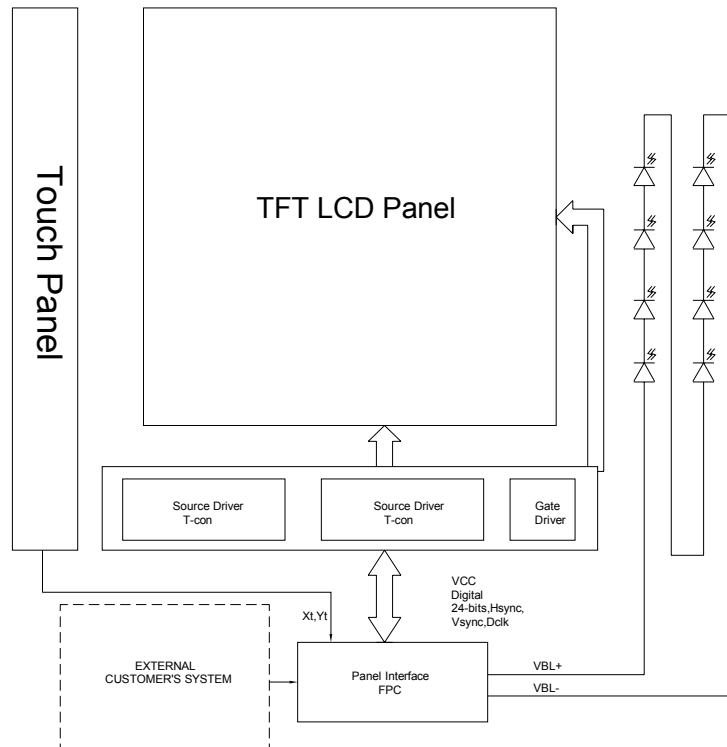 Touch Panel
TFT LCD Panel
Source Driver
T-con
Source Driver
T-con
Gate
Driver
VCC
Digital
24-bits,Hsync,
Vsync,Dclk
Xt,Yt
EXTERNAL
CUSTOMER'S SYSTEM
Panel Interface
FPC
VBL+
VBL-